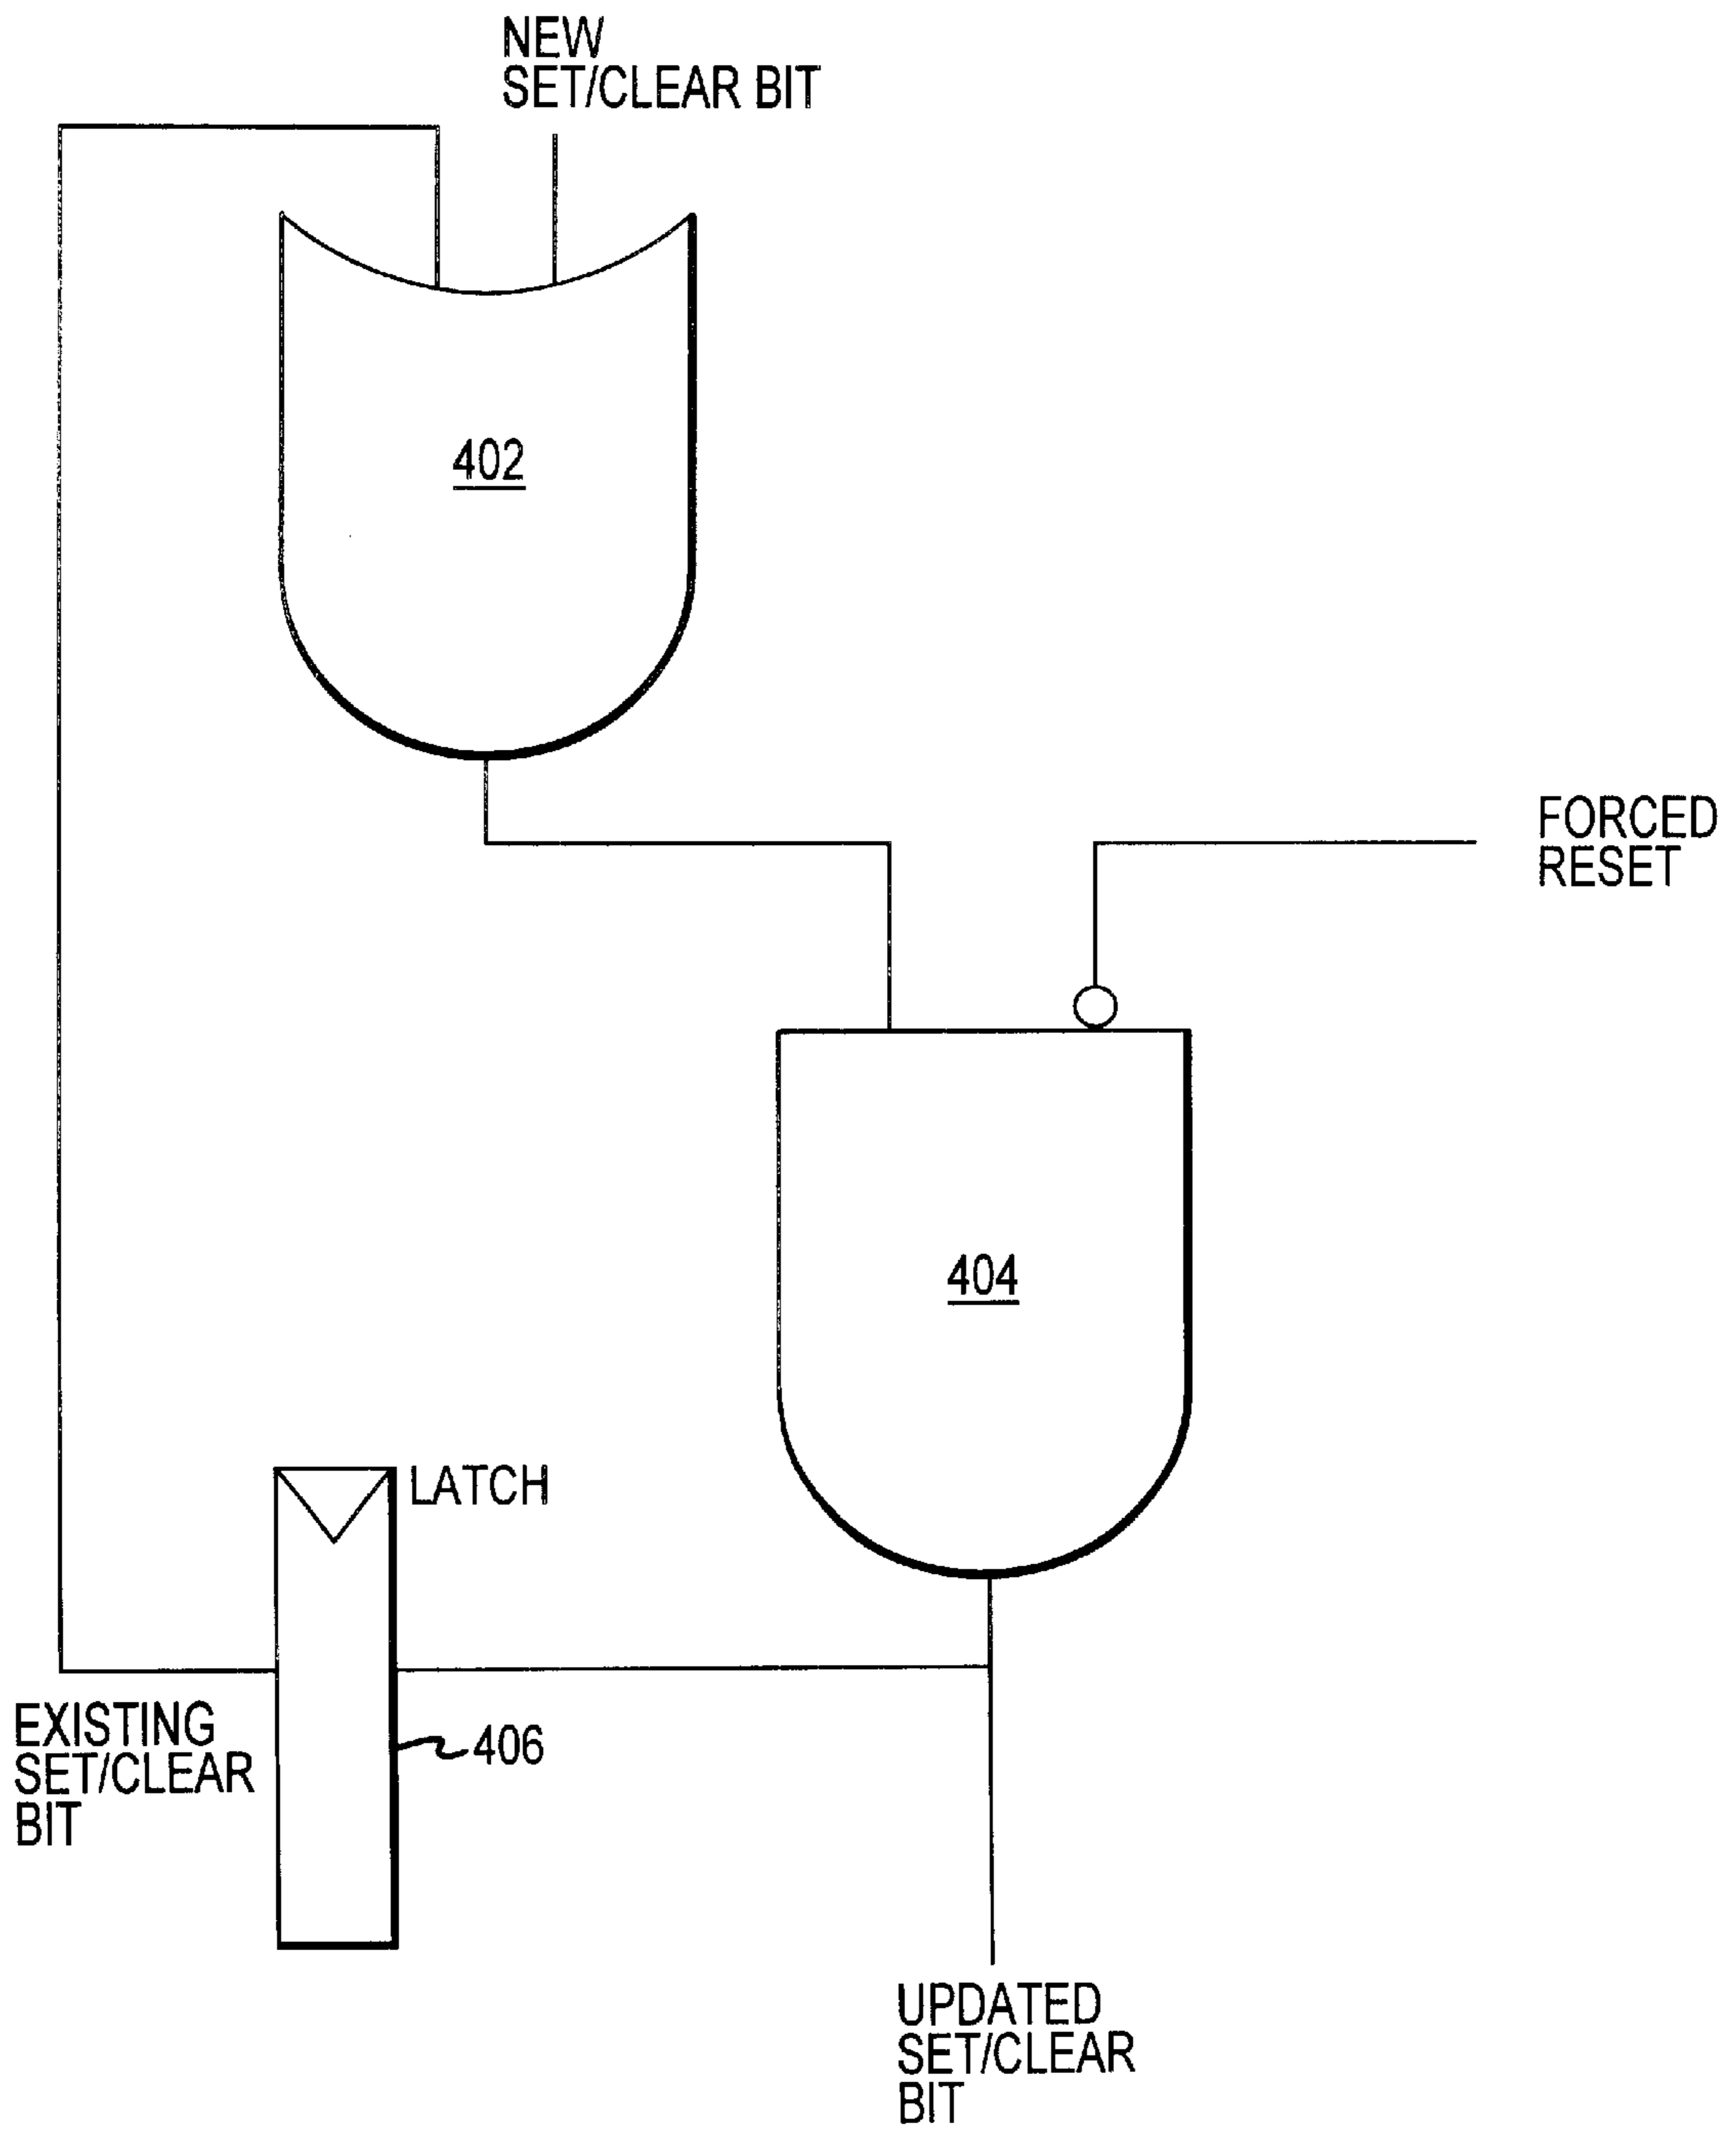 NEW
SET/CLEAR BIT
402
FORCED
RESET
404
LATCH
EXISTING
SET/CLEAR
BIT
406
UPDATED
SET/CLEAR
BIT